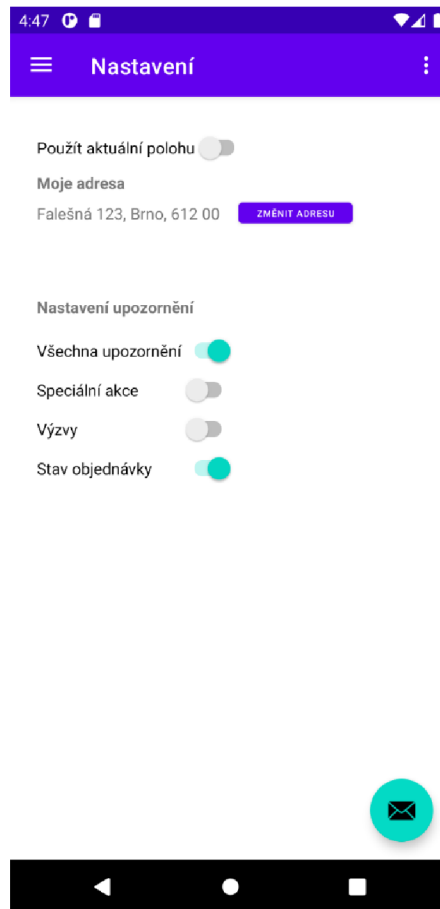 4:47
Nastavení
Použít aktuální polohu
Moje adresa
Falešná 123, Brno, 612 00 ZMĚNIT ADRESU
Nastavení upozornění
Všechna upozornění
Speciální akce
Výzvy
Stav objednávky